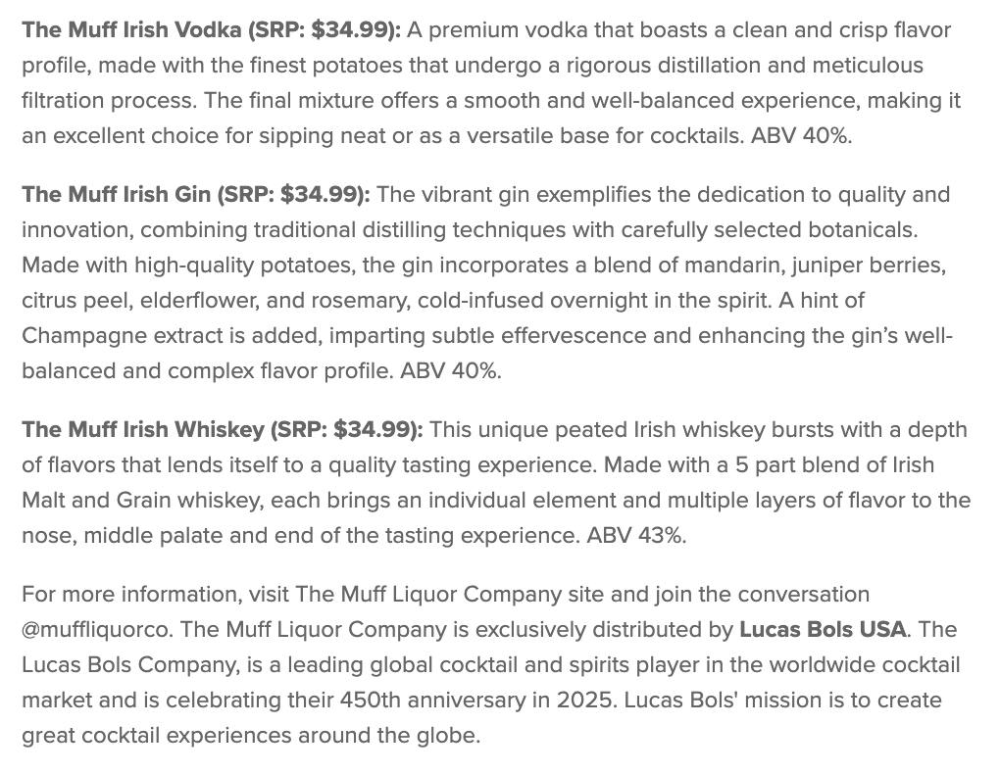 The Muff Irish Vodka (SRP: $34.99): A premium vodka that boasts a clean and crisp flavor
profile, made with the finest potatoes that undergo a rigorous distillation and meticulous
filtration process. The final mixture offers a smooth and well-balanced experience, making it
an excellent choice for sipping neat or as a versatile base for cocktails. ABV 40%.
The Muff Irish Gin (SRP: $34.99): The vibrant gin exemplifies the dedication to quality and
innovation, combining traditional distilling techniques with carefully selected botanicals.
Made with high-quality potatoes, the gin incorporates a blend of mandarin, juniper berries,
citrus peel, elderflower, and rosemary, cold-infused overnight in the spirit. A hint of
Champagne extract is added, imparting subtle effervescence and enhancing the gin’s well-
balanced and complex flavor profile. ABV 40%.
The Muff Irish Whiskey (SRP: $34.99): This unique peated Irish whiskey bursts with a depth
of flavors that lends itself to a quality tasting experience. Made with a 5 part blend of Irish
Malt and Grain whiskey, each brings an individual element and multiple layers of flavor to the
nose, middle palate and end of the tasting experience. ABV 43%.
For more information, visit The Muff Liquor Company site and join the conversation
@muffliquorco. The Muff Liquor Company is exclusively distributed by Lucas Bols USA. The
Lucas Bols Company, is a leading global cocktail and spirits player in the worldwide cocktail
market and is celebrating their 450th anniversary in 2025. Lucas Bols' mission is to create
great cocktail experiences around the globe.